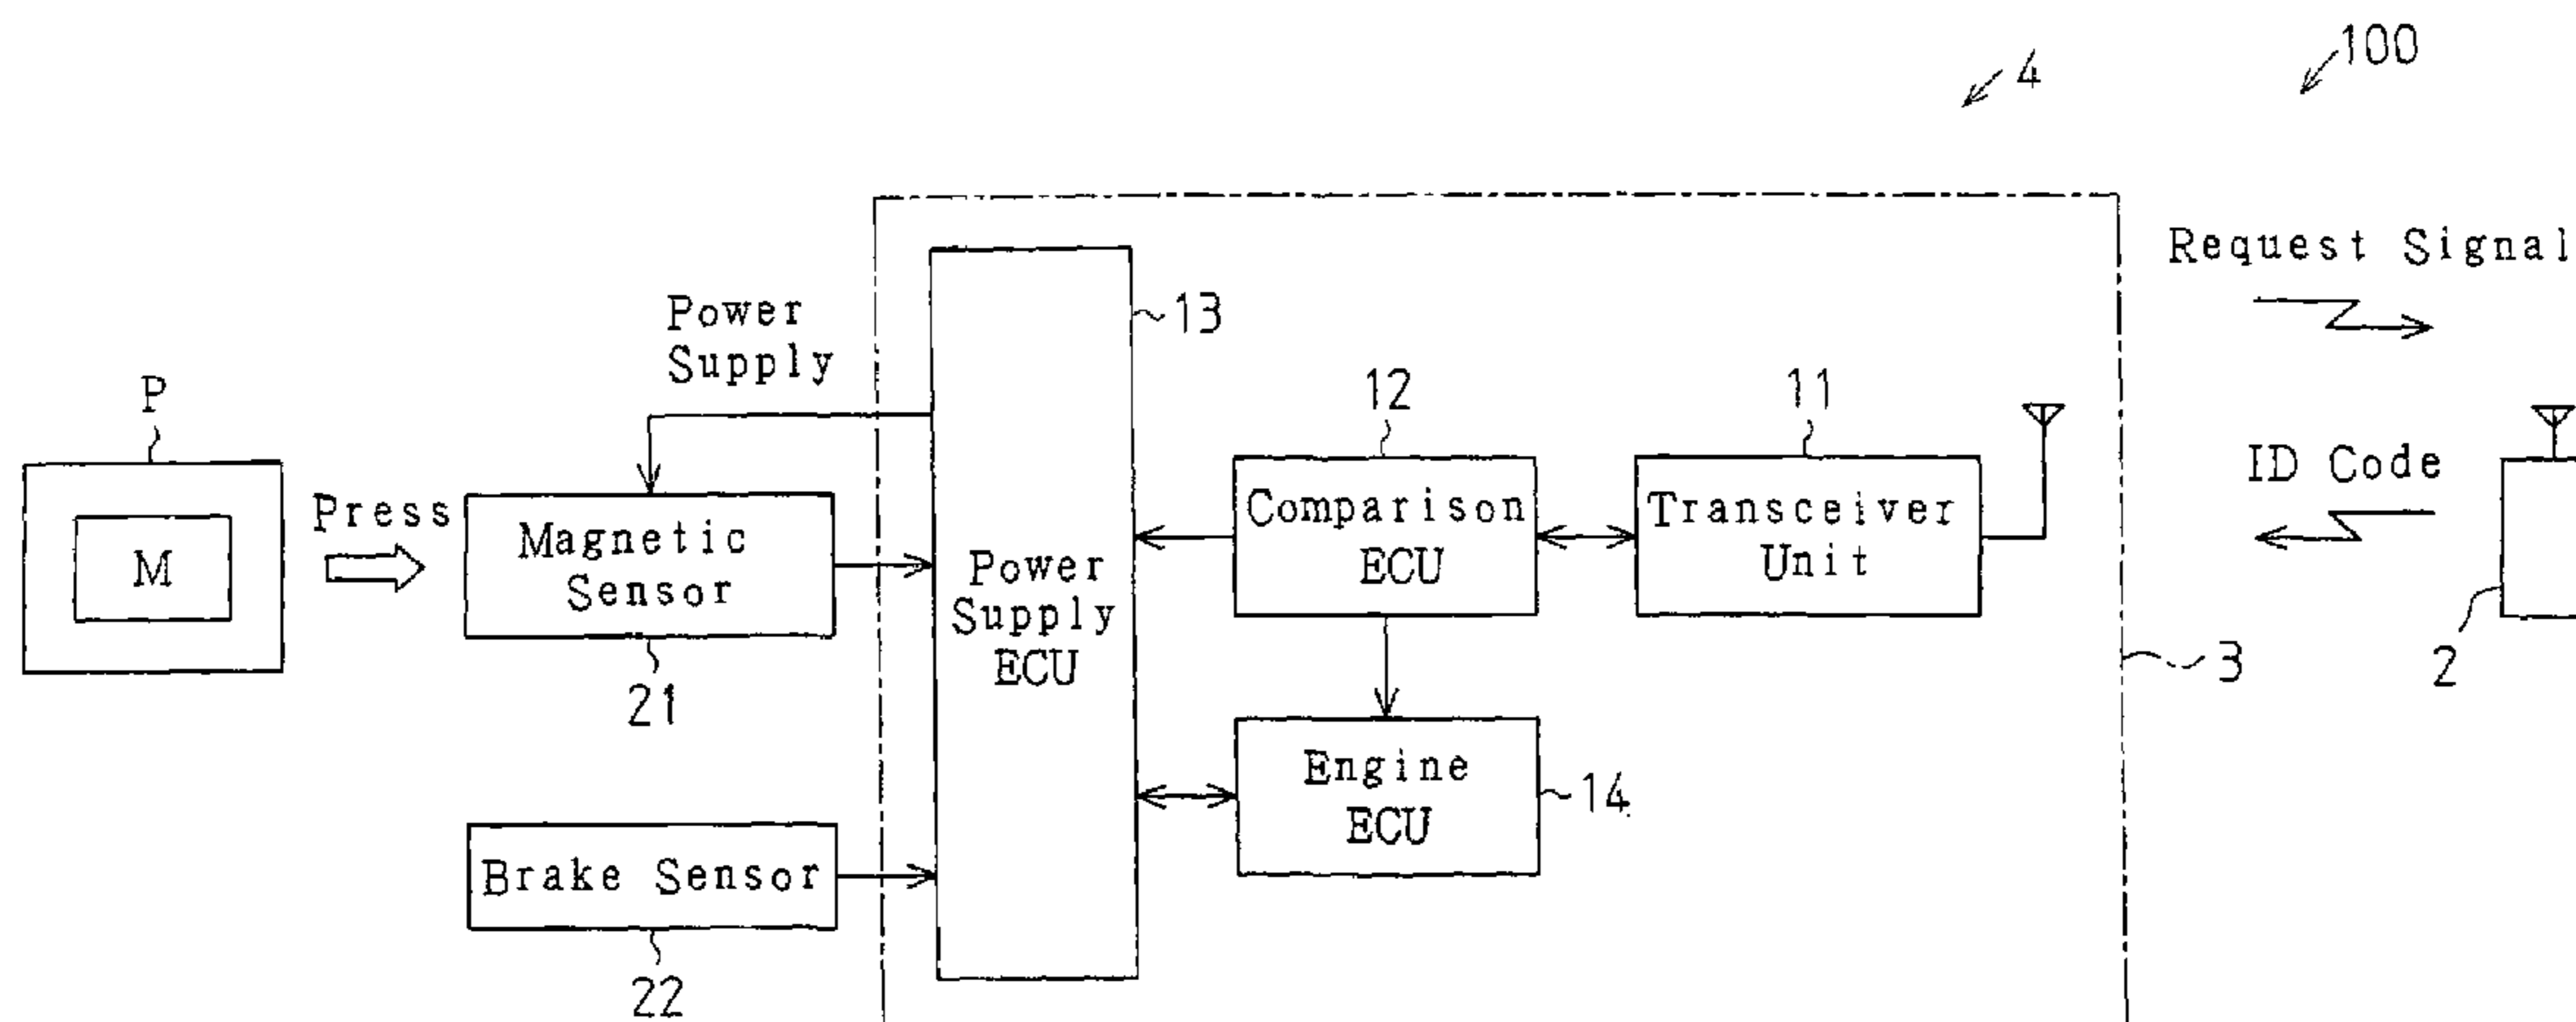 100
4
Request Signal
Power
Supply
13
P
12
11
ID Code
Press
M
Magnetic
Sensor
Comparison
ECU
Transceiver
Unit
Power
Supply
ECU
21
3
2
Engine
ECU
14
Brake Sensor
22